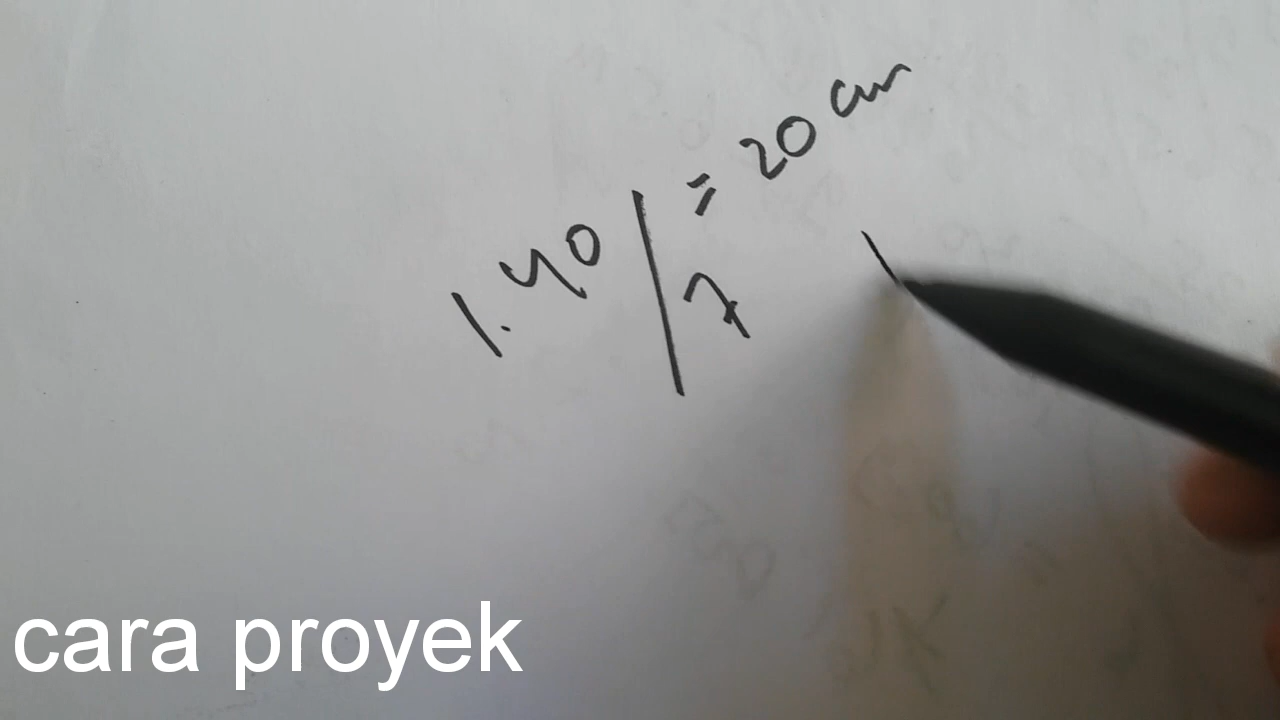 1.40/7 = 20 cm
cara proyek